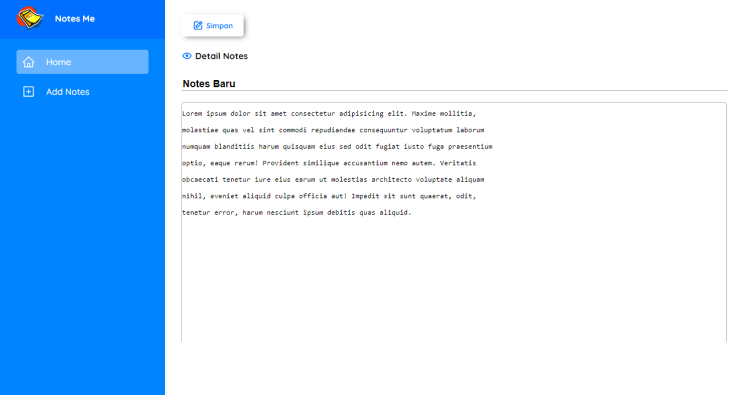 Notes Me
Home
Add Notes
Simpan
Detail Notes
Notes Baru
Lorem ipsum dolor sit amet consectetur adipisicing elit. Maxime mollitia,
molestiae quas vel sint commodi repudiandae consequuntur voluptatum laborum
numquam blanditiis harum quisquam eius sed odit fugiat iusto fuga praesentium
optio, eaque rerum! Provident similique accusantium nemo autem. Veritatis
obcaecati tenetur iure eius earum ut molestias architecto voluptate aliquam
nihil, eveniet aliquid culpa officia aut! Impedit sit sunt quaerat, odit,
tenetur error, harum nesciunt ipsum debitis quas aliquid.